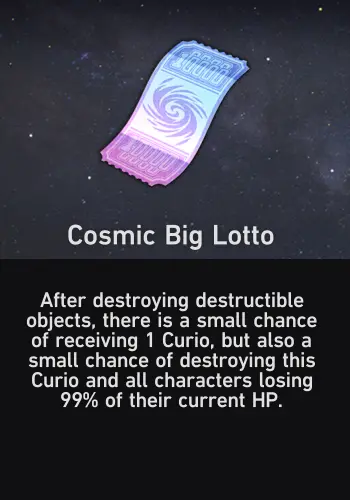 Cosmic Big Lotto
After destroying destructible
objects, there is a small chance
of receiving 1 Curio, but also a
small chance of destroying this
Curio and all characters losing
99% of their current HP.